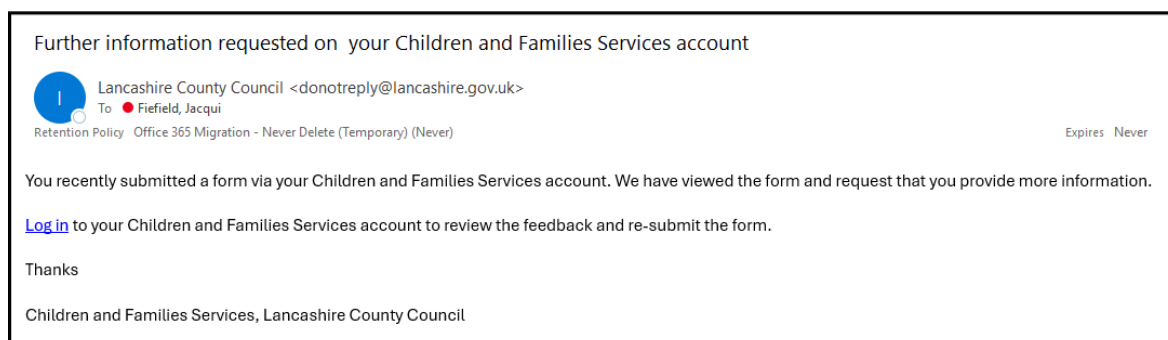 Further information requested on  your Children and Families Services account
I
Lancashire County Council <donotreply@lancashire.gov.uk>
To Fiefield, Jacqui
Retention Policy Office 365 Migration - Never Delete (Temporary) (Never) Expires Never
You recently submitted a form via your Children and Families Services account. We have viewed the form and request that you provide more information.
Log in to your Children and Families Services account to review the feedback and re-submit the form.
Thanks
Children and Families Services, Lancashire County Council